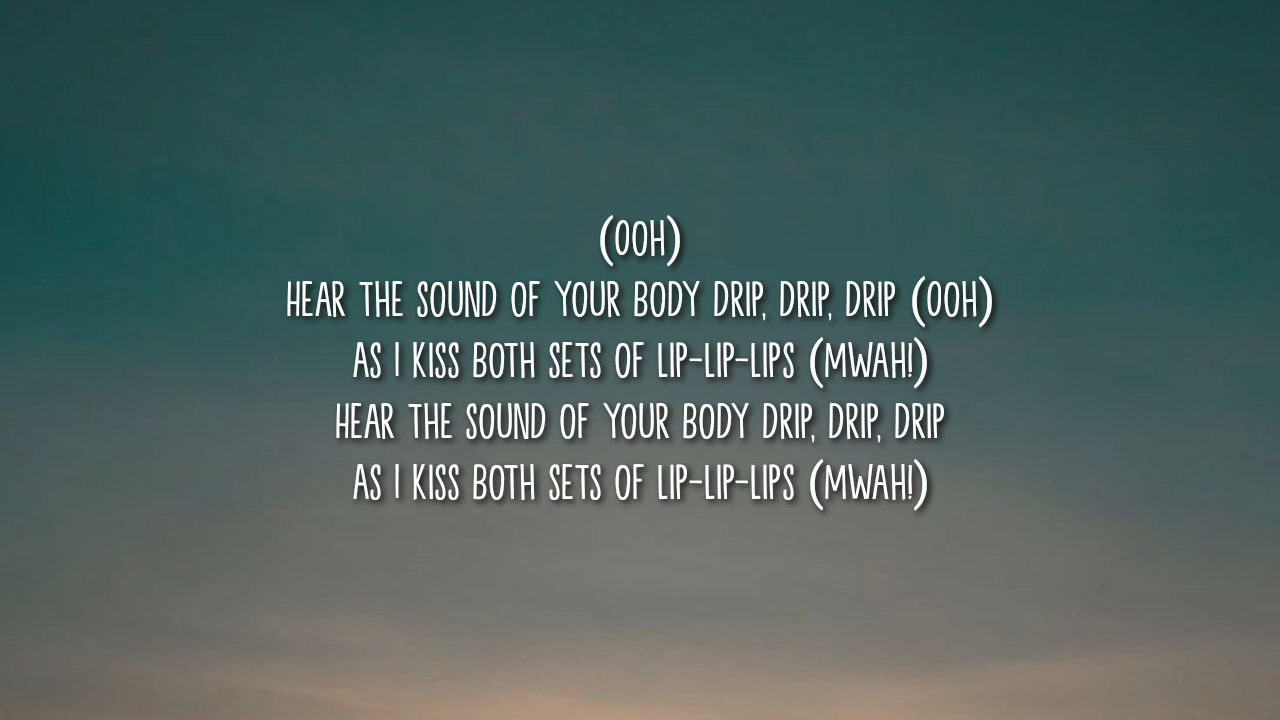 (OOH)
HEAR THE SOUND OF YOUR BODY DRIP, DRIP, DRIP (OOH)
AS I KISS BOTH SETS OF LIP-LIP-LIPS (MWAH!)
HEAR THE SOUND OF YOUR BODY DRIP, DRIP, DRIP
AS I KISS BOTH SETS OF LIP-LIP-LIPS (MWAH!)